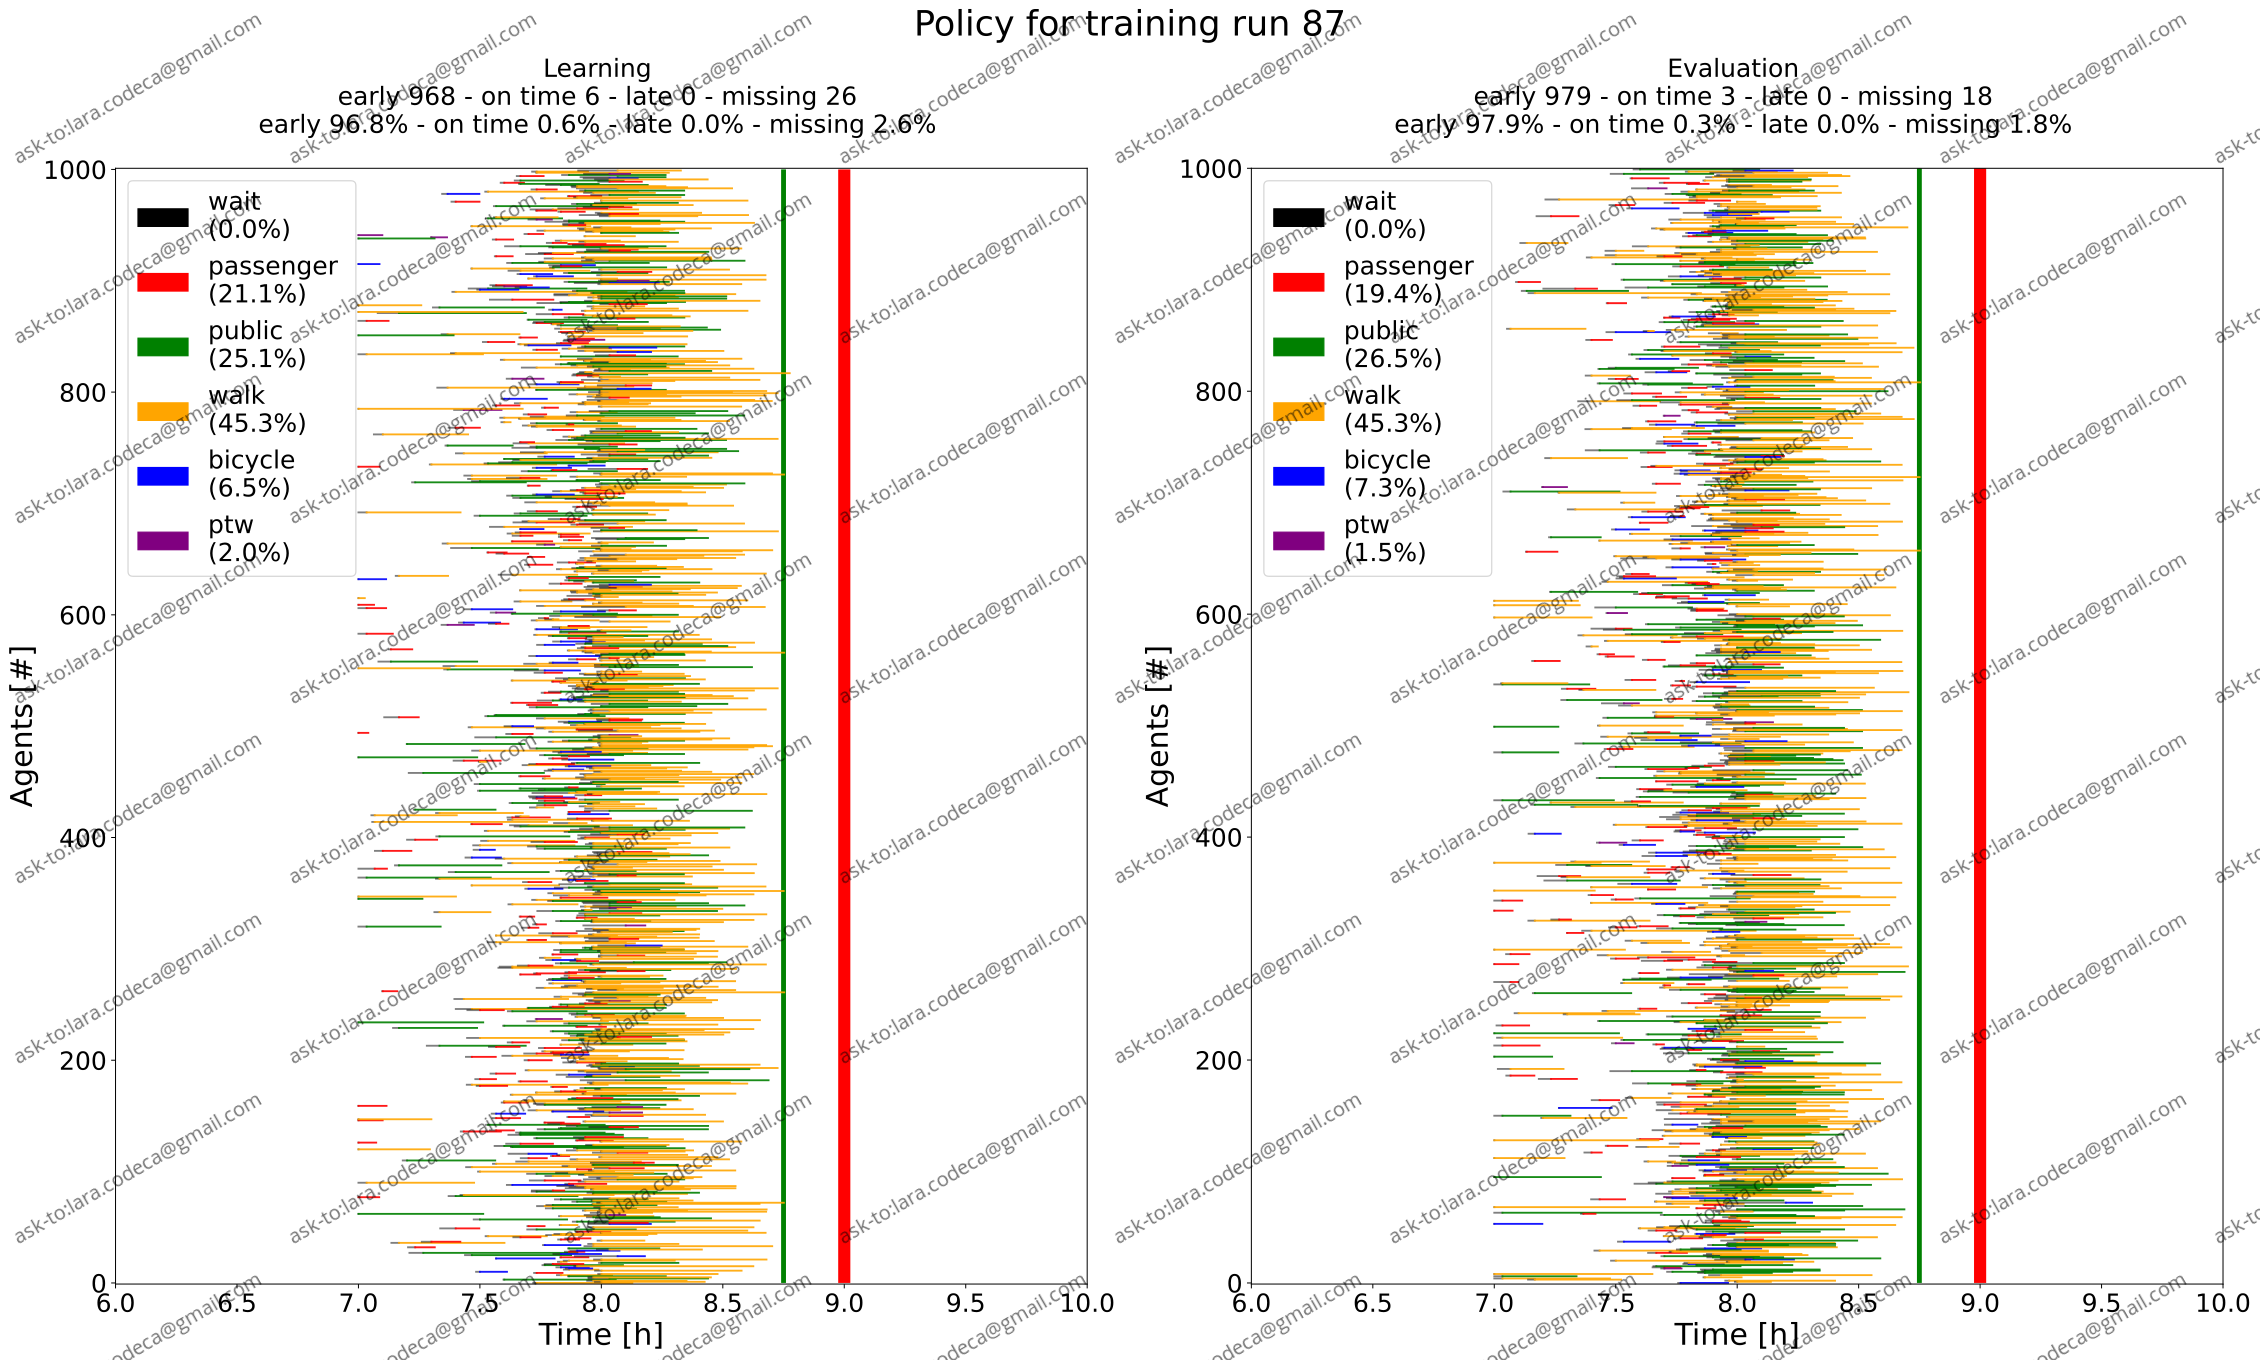 Policy for training run 87
Learning
early 968 - on time 6 - late 0 - missing 26
early 96.8% - on time 0.6% - late 0.0% - missing 2.6%
1000
800
600
400
200
0
Agents [#]
wait
(0.0%)
passenger
(21.1%)
public
(25.1%)
walk
(45.3%)
bicycle
(6.5%)
ptw
(2.0%)
6.0 6.5 7.0 7.5 8.0 8.5 9.0 9.5 10.0
Time [h]
Evaluation
early 979 - on time 3 - late 0 - missing 18
early 97.9% - on time 0.3% - late 0.0% - missing 1.8%
1000
800
600
400
200
0
Agents [#]
wait
(0.0%)
passenger
(19.4%)
public
(26.5%)
walk
(45.3%)
bicycle
(7.3%)
ptw
(1.5%)
6.0 6.5 7.0 7.5 8.0 8.5 9.0 9.5 10.0
Time [h]
ask-to:lara.codeca@gmail.com